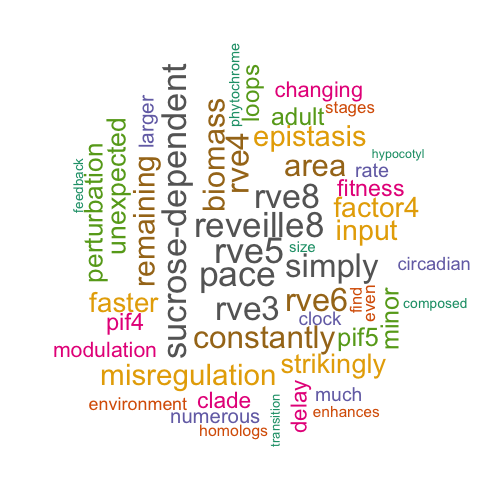 changing
stages
phytochrome
loops
adult
larger
biomass
rve4
epistasis
hypocotyl
area
rate
feedback
perturbation
unexpected
remaining
sucrose-dependent
rve8
fitness
factor4
reveille8
input
rve5
size
simply
circadian
pace
faster
rve3
rve6
find
even
minor
composed
pif4
clock
constantly
pif5
modulation
strikingly
misregulation
environment
clade
delay
much
numerous
enhances
homologs
transition